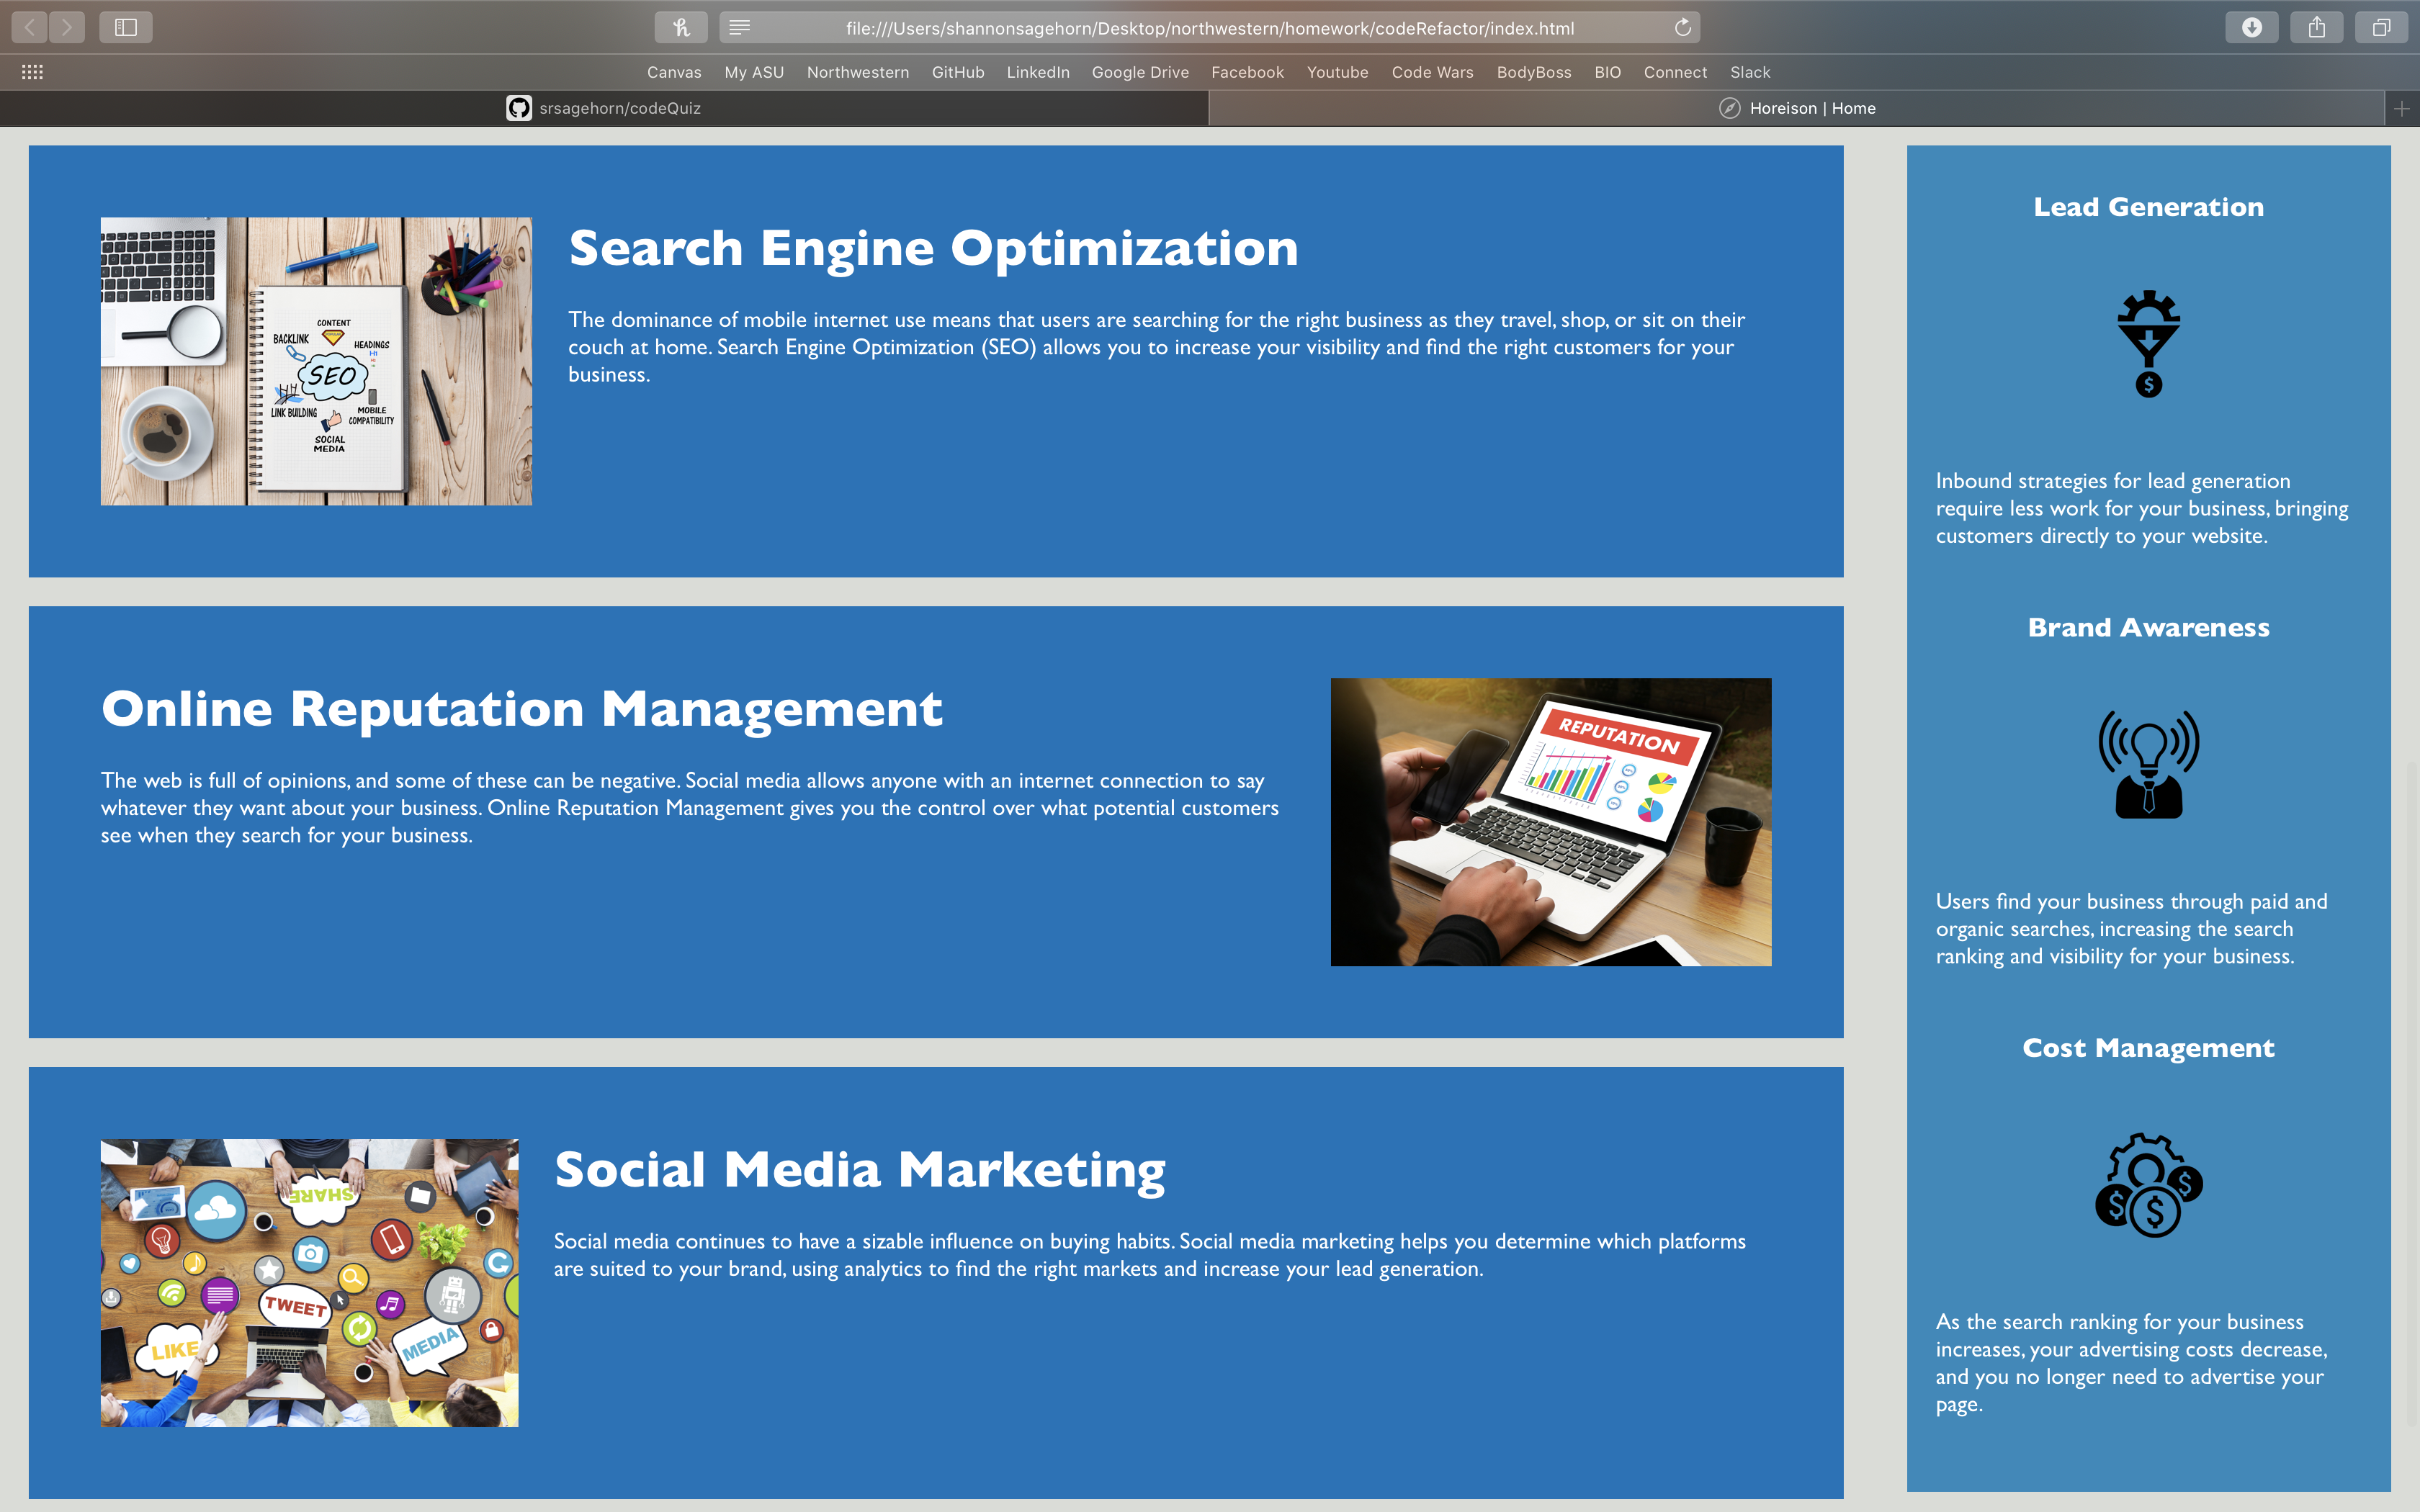 file:///Users/shannonsagehorn/Desktop/northwestern/homework/codeRefactor/index.html
Canvas My ASU Northwestern GitHub LinkedIn Google Drive Facebook Youtube Code Wars BodyBoss BIO Connect Slack
srsagehorn/codeQuiz
Horeison | Home
Search Engine Optimization
The dominance of mobile internet use means that users are searching for the right business as they travel, shop, or sit on their
couch at home. Search Engine Optimization (SEO) allows you to increase your visibility and find the right customers for your
business.
CONTENT
BACKLINK
HEADINGS
H1
SEO
LINK BUILDING
MOBILE
COMPATIBILITY
SOCIAL
MEDIA
Online Reputation Management
The web is full of opinions, and some of these can be negative. Social media allows anyone with an internet connection to say
whatever they want about your business. Online Reputation Management gives you the control over what potential customers
see when they search for your business.
REPUTATION
Social Media Marketing
Social media continues to have a sizable influence on buying habits. Social media marketing helps you determine which platforms
are suited to your brand, using analytics to find the right markets and increase your lead generation.
SHARE
TWEET
LIKE
MEDIA
Lead Generation
$
Inbound strategies for lead generation
require less work for your business, bringing
customers directly to your website.
Brand Awareness
Users find your business through paid and
organic searches, increasing the search
ranking and visibility for your business.
Cost Management
$ $ $
As the search ranking for your business
increases, your advertising costs decrease,
and you no longer need to advertise your
page.